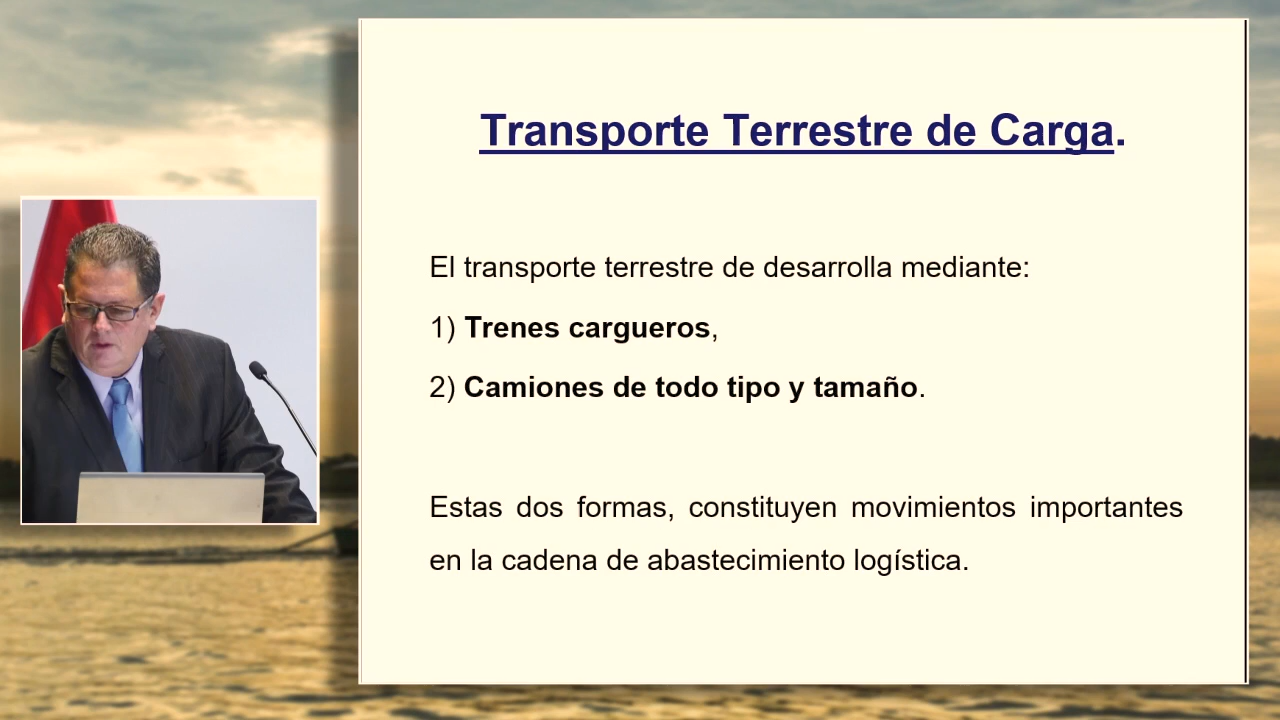 Transporte Terrestre de Carga.
El transporte terrestre de desarrolla mediante:
1) Trenes cargueros,
2) Camiones de todo tipo y tamaño.
Estas dos formas, constituyen movimientos importantes
en la cadena de abastecimiento logística.